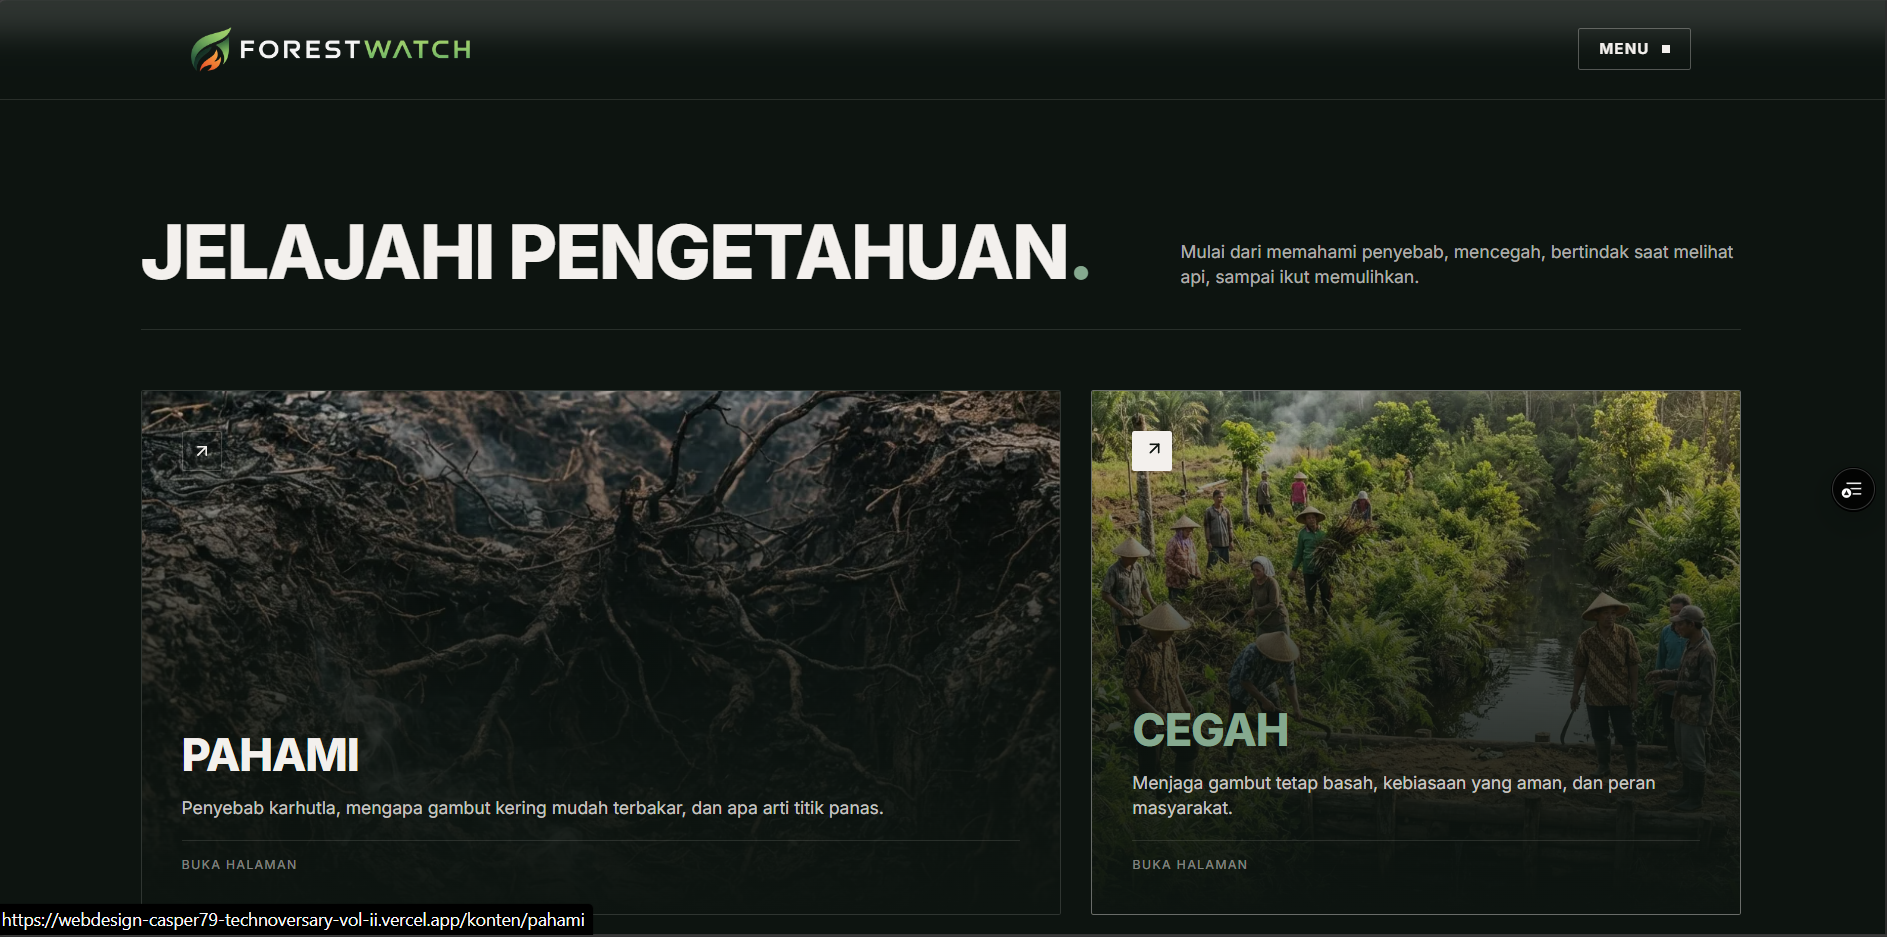 FORESTWATCH
MENU
JELAJAHI PENGETAHUAN.
Mulai dari memahami penyebab, mencegah, bertindak saat melihat
api, sampai ikut memulihkan.
PAHAMI
Penyebab karhutla, mengapa gambut kering mudah terbakar, dan apa arti titik panas.
BUKA HALAMAN
CEGAH
Menjaga gambut tetap basah, kebiasaan yang aman, dan peran
masyarakat.
BUKA HALAMAN
https://webdesign-casper79-technoversary-vol-ii.vercel.app/konten/pahami